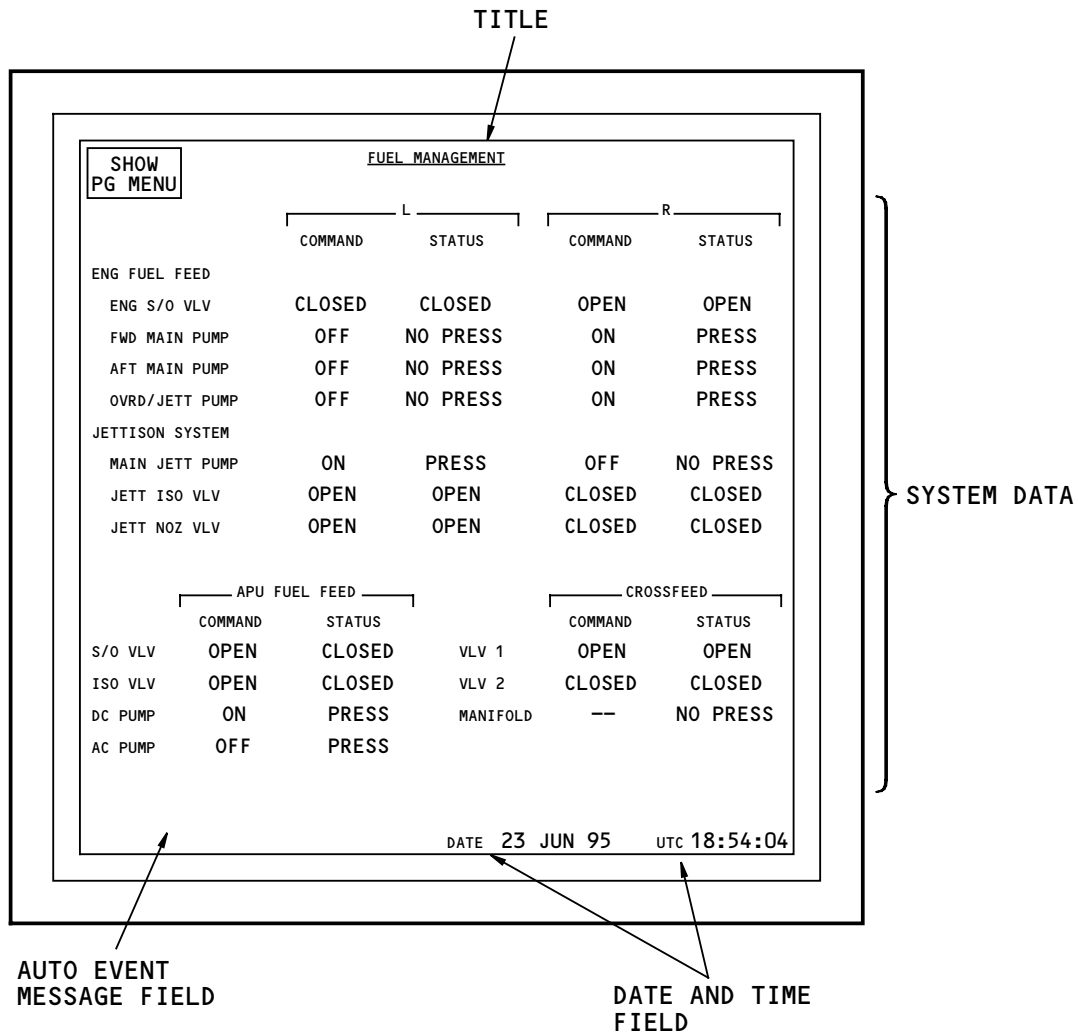 TITLE
SHOW
PG MENU
FUEL MANAGEMENT
L R
COMMAND STATUS COMMAND STATUS
ENG FUEL FEED
ENG S/O VLV CLOSED CLOSED OPEN OPEN
FWD MAIN PUMP OFF NO PRESS ON PRESS
AFT MAIN PUMP OFF NO PRESS ON PRESS
OVRD/JETT PUMP OFF NO PRESS ON PRESS
JETTISON SYSTEM
MAIN JETT PUMP ON PRESS OFF NO PRESS
JETT ISO VLV OPEN OPEN CLOSED CLOSED
JETT NOZ VLV OPEN OPEN CLOSED CLOSED
SYSTEM DATA
APU FUEL FEED CROSSFEED
COMMAND STATUS COMMAND STATUS
S/O VLV OPEN CLOSED VLV 1 OPEN OPEN
ISO VLV OPEN CLOSED VLV 2 CLOSED CLOSED
DC PUMP ON PRESS MANIFOLD -- NO PRESS
AC PUMP OFF PRESS
DATE 23 JUN 95 UTC 18:54:04
AUTO EVENT
MESSAGE FIELD
DATE AND TIME
FIELD